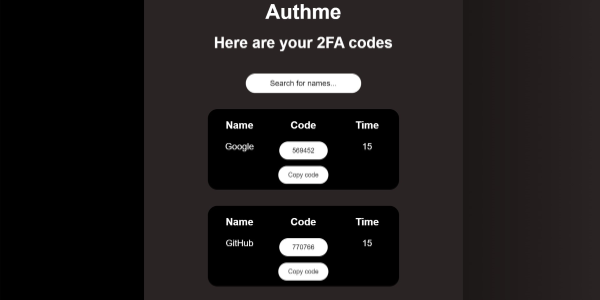 Authme
Here are your 2FA codes
Search for names...
Name Code Time
Google 569452 15
Copy code
Name Code Time
GitHub 770766 15
Copy code